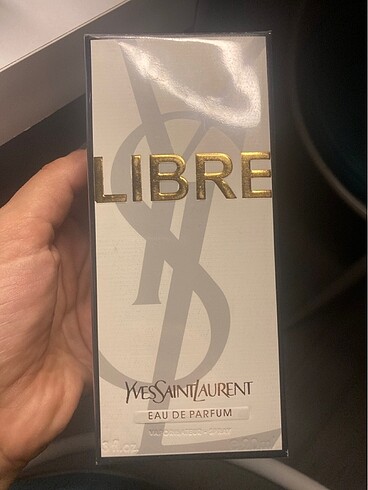 LIBRE
YVESSAINTLAURENT
EAU DE PARFUM